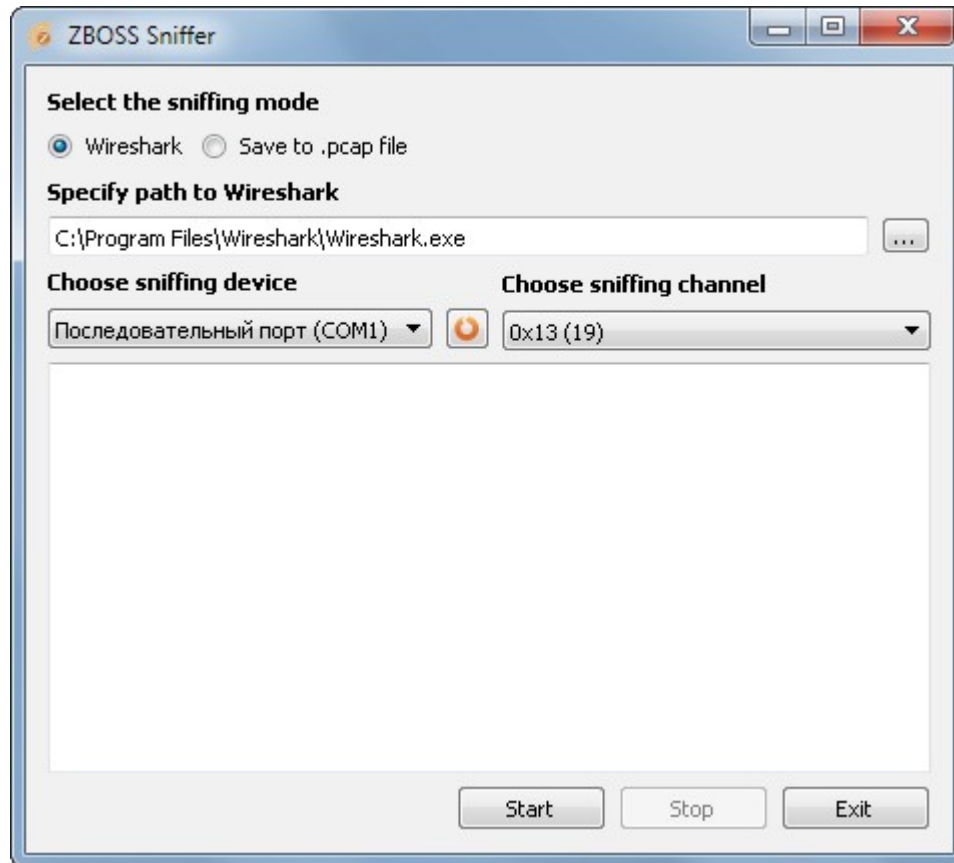 ZBOSS Sniffer
Select the sniffing mode
Wireshark Save to .pcap file
Specify path to Wireshark
C:\Program Files\Wireshark\Wireshark.exe ...
Choose sniffing device Choose sniffing channel
Последовательный порт (COM1) 0x13 (19)
Start Stop Exit